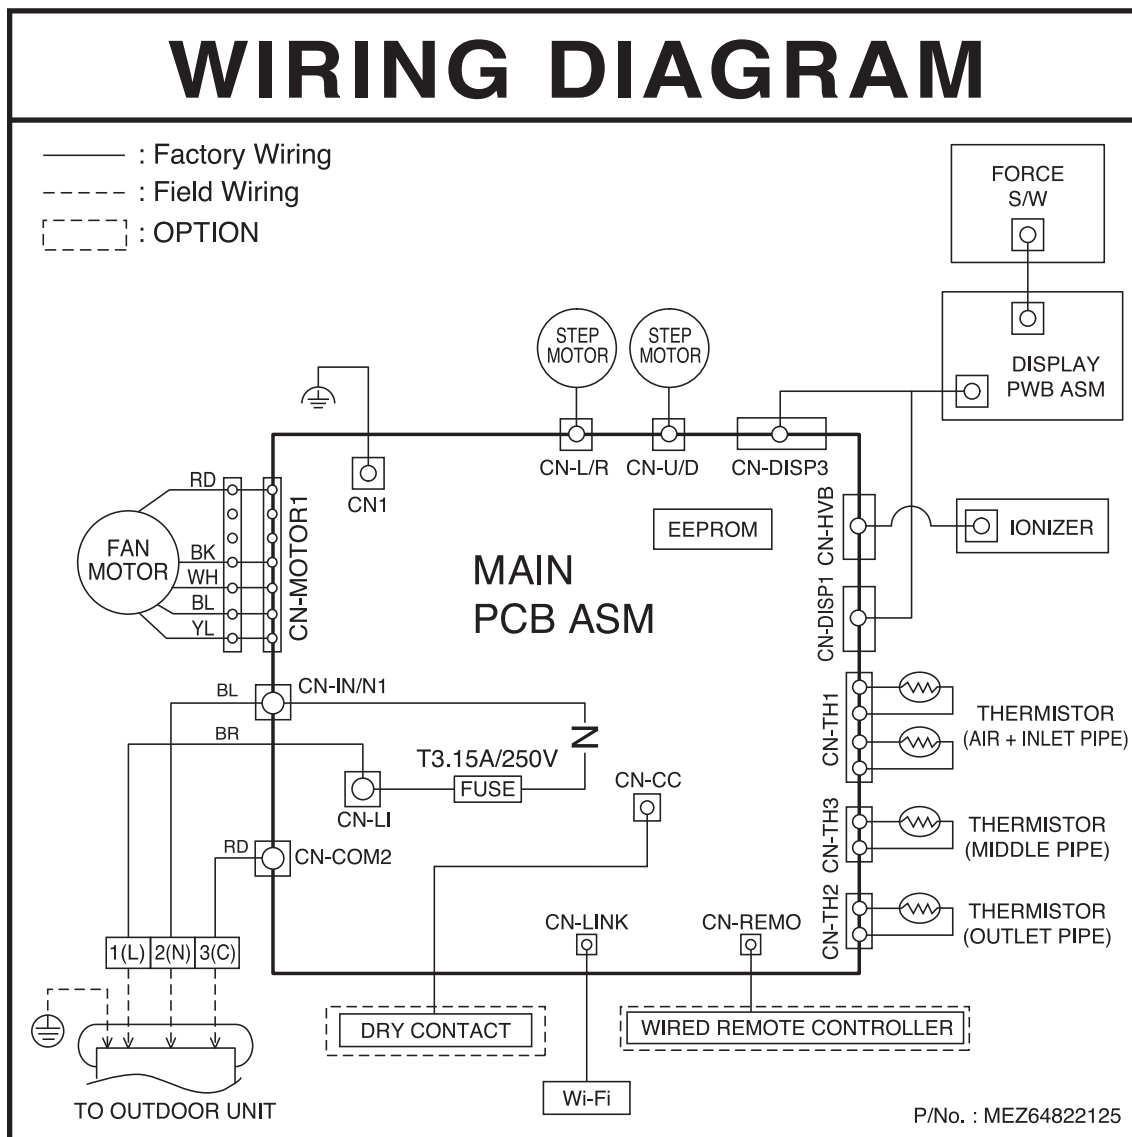 WIRING DIAGRAM
: Factory Wiring
: Field Wiring
: OPTION
FORCE
S/W
DISPLAY
PWB ASM
STEP
MOTOR
STEP
MOTOR
CN-L/R
CN-U/D
CN-DISP3
CN1
RD
BK
WH
BL
YL
FAN
MOTOR
CN-MOTOR1
EEPROM
CN-HVB
IONIZER
MAIN
PCB ASM
CN-DISP1
BL
CN-IN/N1
BR
N
T3.15A/250V
FUSE
CN-LI
CN-CC
CN-TH1
THERMISTOR
(AIR + INLET PIPE)
RD
CN-COM2
CN-TH3
THERMISTOR
(MIDDLE PIPE)
CN-TH2
THERMISTOR
(OUTLET PIPE)
CN-LINK
CN-REMO
1(L) 2(N) 3(C)
DRY CONTACT
WIRED REMOTE CONTROLLER
Wi-Fi
TO OUTDOOR UNIT
P/No. : MEZ64822125